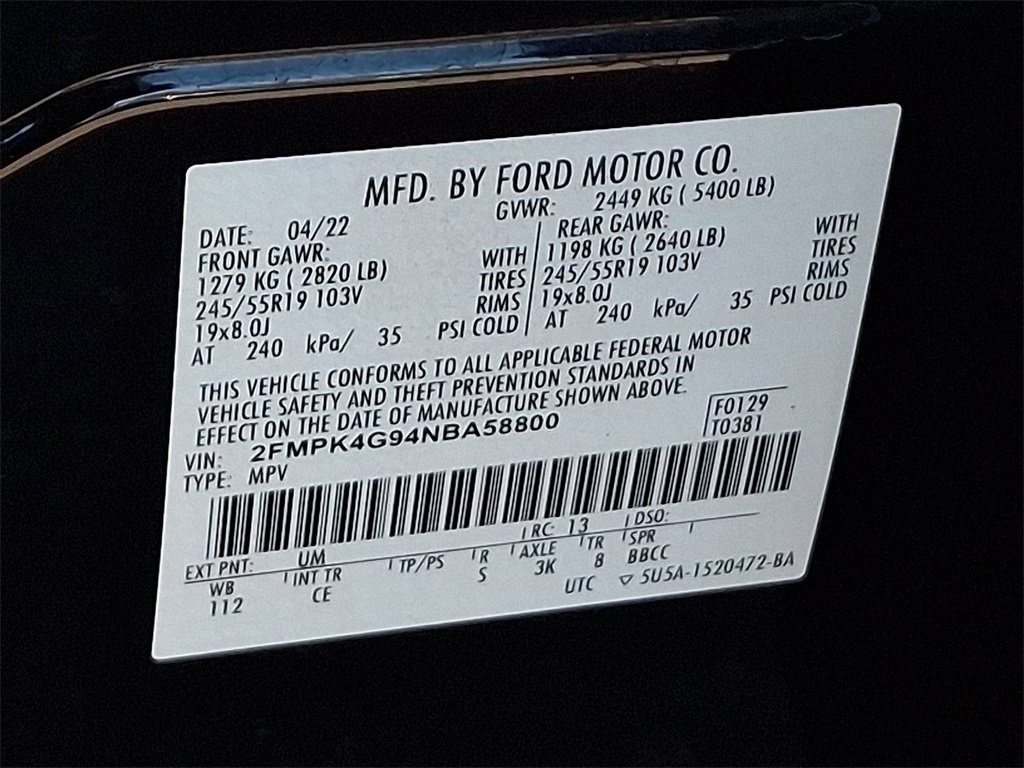 MFD. BY FORD MOTOR CO.
DATE: 04/22 GVWR: 2449 KG ( 5400 LB)
FRONT GAWR: REAR GAWR:
1279 KG ( 2820 LB) WITH 1198 KG ( 2640 LB) WITH
245/55R19 103V TIRES 245/55R19 103V TIRES
19x8.0J RIMS 19x8.0J RIMS
AT 240 kPa/ 35 PSI COLD AT 240 kPa/ 35 PSI COLD
THIS VEHICLE CONFORMS TO ALL APPLICABLE FEDERAL MOTOR
VEHICLE SAFETY AND THEFT PREVENTION STANDARDS IN
EFFECT ON THE DATE OF MANUFACTURE SHOWN ABOVE.
VIN: 2FMPK4G94NBA58800 F0129
TYPE: MPV T0381
EXT PNT: UM RC: 13 DSO:
WB INT TR TP/PS R AXLE TR SPR
112 CE S 3K 8 BBCC
UTC ▽ 5U5A-1520472-BA